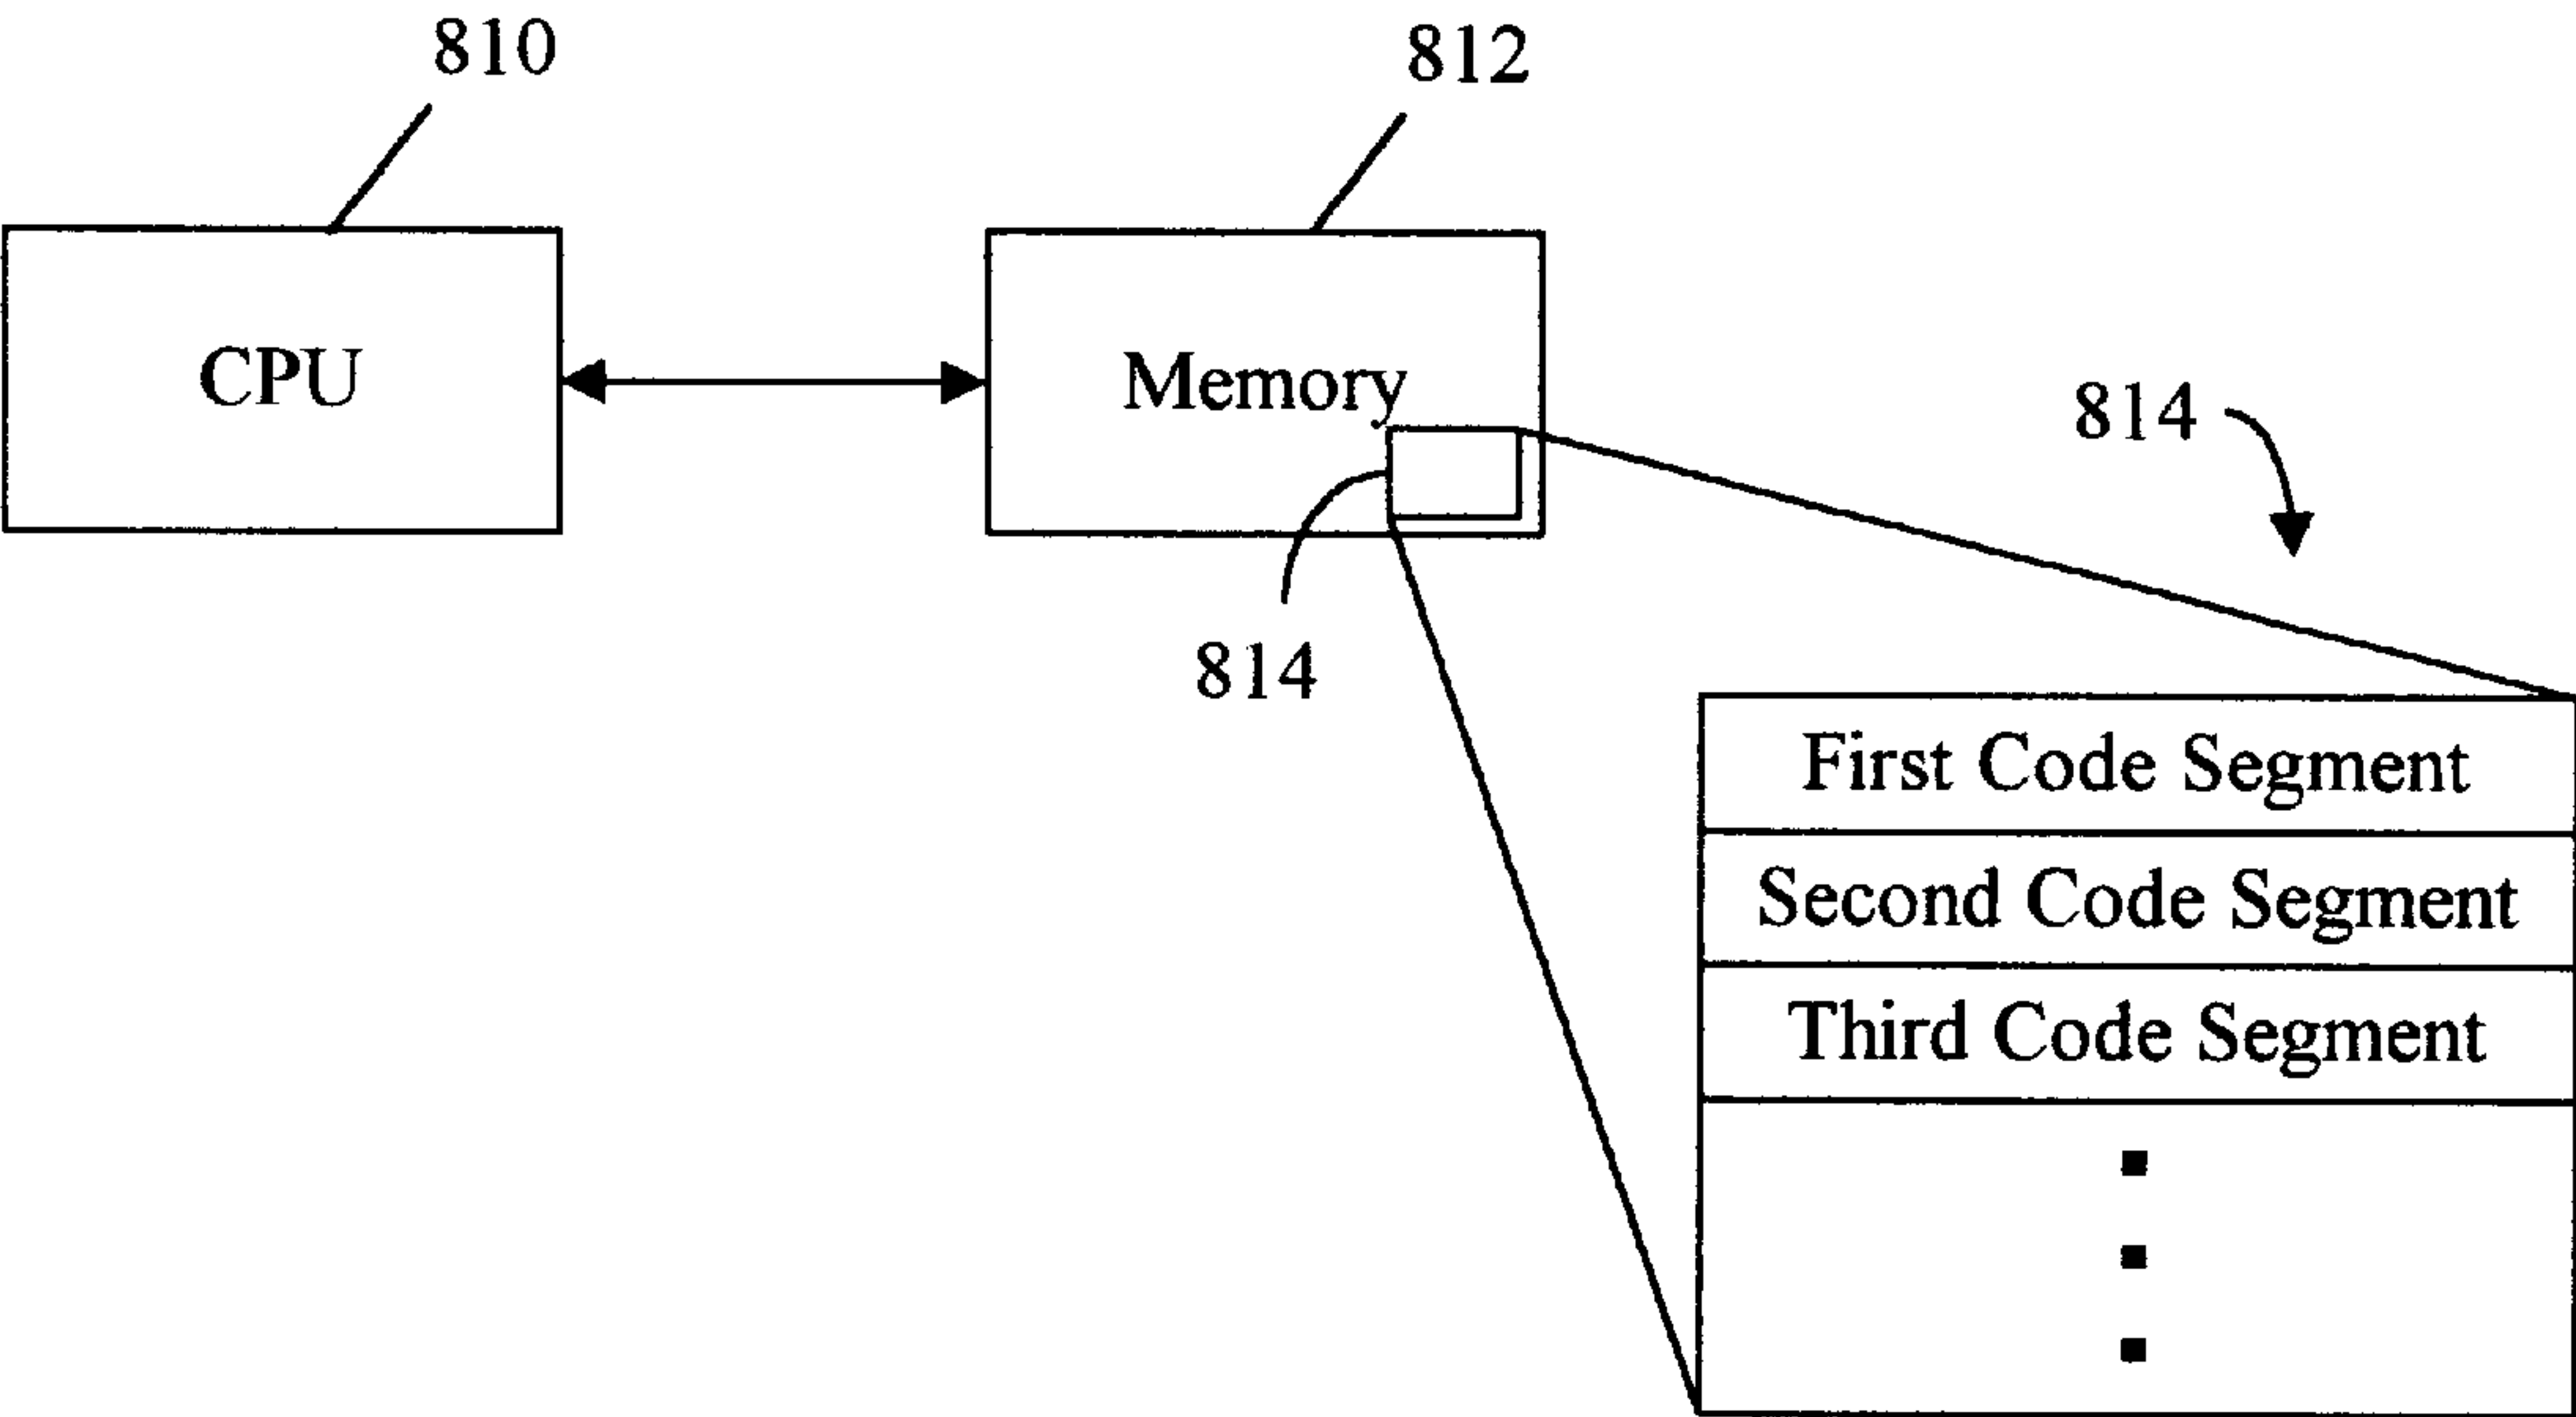 810
812
CPU
Memory
814
814
First Code Segment
Second Code Segment
Third Code Segment